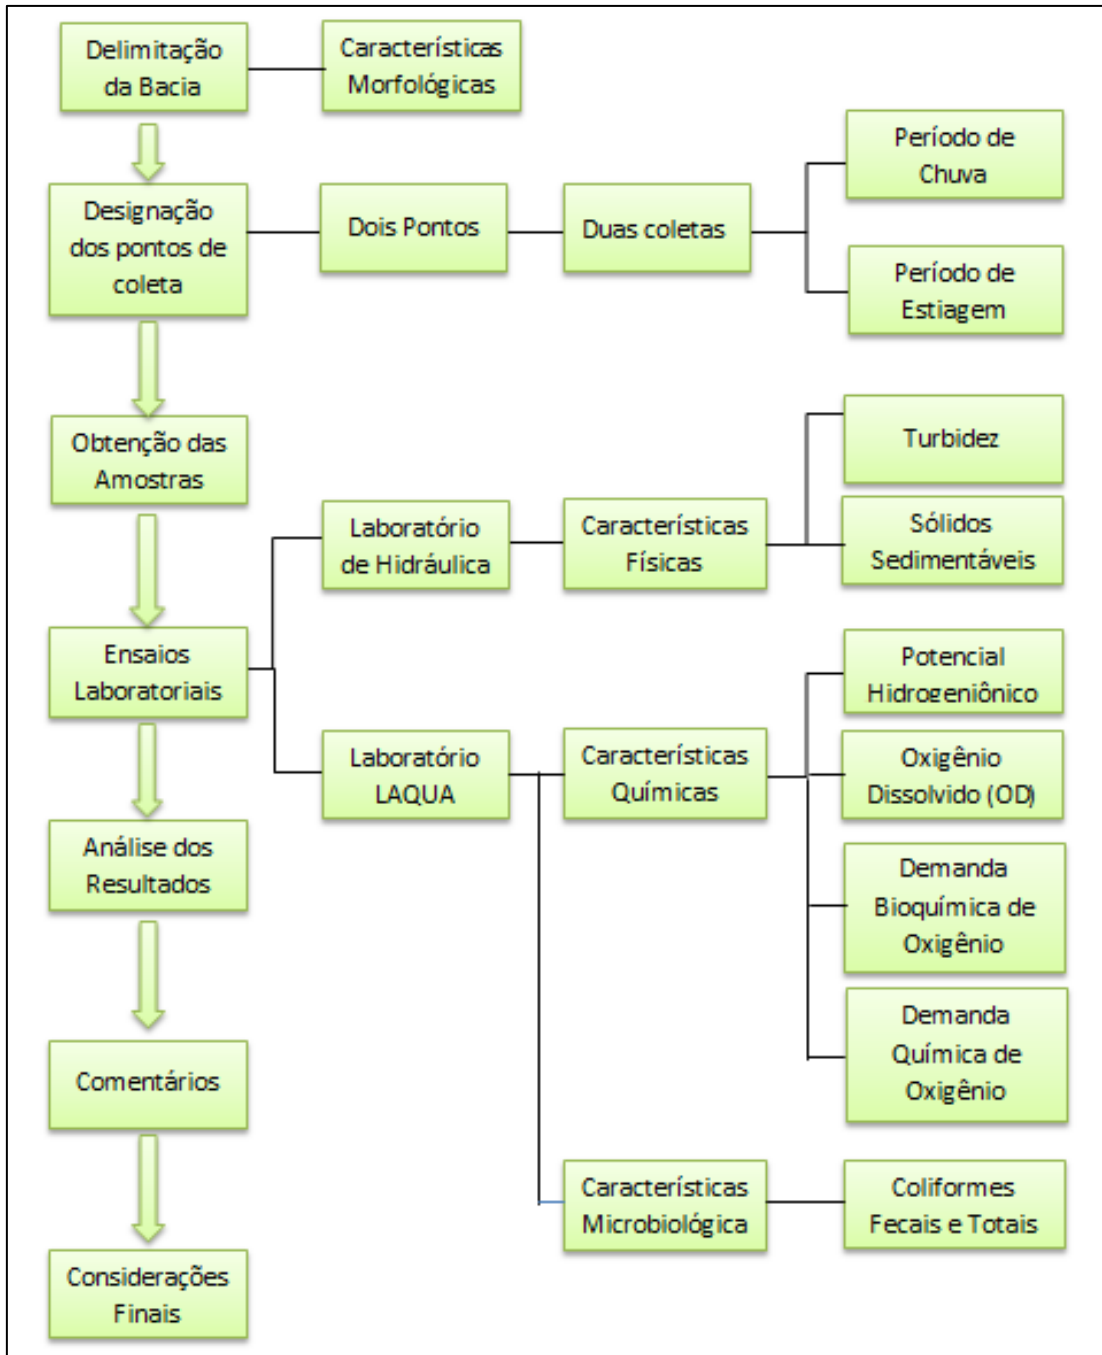 Delimitação
da Bacia
Características
Morfológicas
Período de
Chuva
Designação
dos pontos de
coleta
Dois Pontos
Duas coletas
Período de
Estiagem
Obtenção das
Amostras
Turbidez
Laboratório
de Hidráulica
Características
Físicas
Sólidos
Sedimentáveis
Ensaios
Laboratoriais
Potencial
Hidrogeniônico
Laboratório
LAQUA
Características
Químicas
Oxigênio
Dissolvido (OD)
Análise dos
Resultados
Demanda
Bioquímica de
Oxigênio
Comentários
Demanda
Química de
Oxigênio
Características
Microbiológica
Coliformes
Fecais e Totais
Considerações
Finais